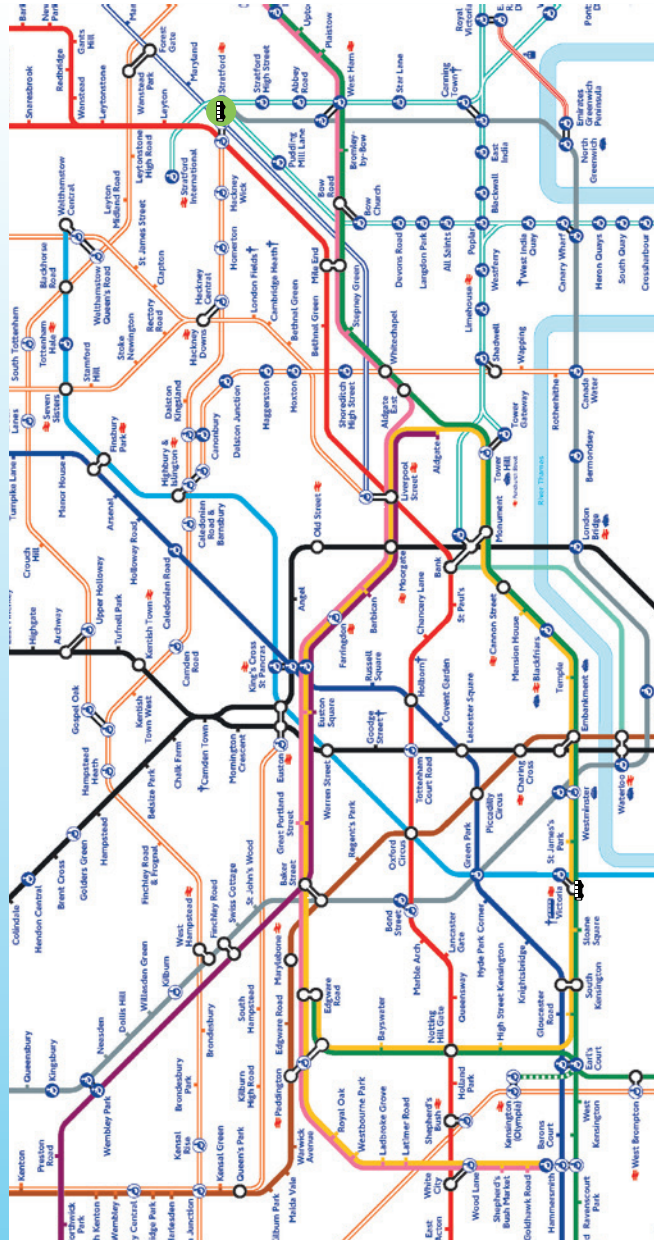 Snaresbrook
Redbridge
Gants
Hill
Wanstead
Leytonstone
Leyton
Wanstead
Park
Forest
Gate
Maryland
Stratford
Stratford
High Street
Abbey
Road
West Ham
Plaistow
Star Lane
Canning
Town
Royal
Victoria
Emirates
Greenwich
Peninsula
North
Greenwich
East
India
Blackwall
Poplar
Leytonstone
High Road
Stratford
International
Pudding
Mill Lane
Bromley-
by-Bow
Bow Road
Bow
Church
Devons Road
Langdon Park
All Saints
Westferry
West India
Quay
Canary Wharf
Heron Quays
South Quay
Crossharbour
Walthamstow
Central
Leyton
Midland Road
St James Street
Walthamstow
Queen's Road
Blackhorse
Road
Hackney
Wick
Homerton
Hackney
Central
London Fields
Cambridge Heath
Bethnal Green
Mile End
Stepney Green
Bethnal Green
Limehouse
Clapton
Rectory
Road
Stoke
Newington
Hackney
Downs
South Tottenham
Tottenham
Hale
Stamford
Hill
Seven
Sisters
Whitechapel
Shadwell
Wapping
Rotherhithe
Canada
Water
Dalston
Kingsland
Dalston Junction
Haggerston
Hoxton
Shoreditch
High Street
Aldgate
East
Aldgate
Tower
Gateway
Tower
Hill
Fenchurch Street
River Thames
Bermondsey
Lanes
Turnpike Lane
Manor House
Finsbury
Park
Arsenal
Highbury &
Islington
Canonbury
Caledonian
Road &
Barnsbury
Holloway Road
Caledonian Road
Old Street
Liverpool
Street
Moorgate
Bank
Monument
London
Bridge
Crouch
Hill
Upper Holloway
Highgate
Archway
Tufnell Park
Kentish Town
Camden
Road
Angel
Barbican
Farringdon
Chancery Lane
St Paul's
Cannon Street
Mansion House
Blackfriars
Temple
Gospel Oak
Kentish
Town West
King's Cross
St Pancras
Russell
Square
Holborn
Covent Garden
Leicester Square
Embankment
Hampstead
Heath
Belsize Park
Chalk Farm
Camden Town
Mornington
Crescent
Euston
Euston
Square
Goodge
Street
Warren Street
Tottenham
Court Road
Charing
Cross
Waterloo
Hampstead
Golders Green
Brent Cross
Hendon Central
Colindale
Finchley Road
& Frognal
Great Portland
Street
Regent's Park
Oxford
Circus
Piccadilly
Circus
Green Park
Westminster
St James's
Park
Victoria
St John's Wood
Swiss Cottage
Finchley Road
West
Hampstead
Baker
Street
Marylebone
Bond
Street
Hyde Park Corner
Knightsbridge
Sloane
Square
South
Kensington
Gloucester
Road
Kilburn
Willesden Green
Dollis Hill
Neasden
Brondesbury
South
Hampstead
Edgware Road
Edgware
Road
Marble Arch
Lancaster
Gate
Queensway
Bayswater
High Street Kensington
Notting
Hill Gate
Queensbury
Kingsbury
Wembley Park
Brondesbury
Park
Kilburn
High Road
Paddington
Royal Oak
Westbourne Park
Ladbroke Grove
Latimer Road
Holland
Park
Shepherd's
Bush
Kensington
(Olympia)
Earl's
Court
West
Kensington
West Brompton
Barons
Court
Preston
Road
Kenton
Kensal
Rise
Kensal Green
Queen's Park
Warwick
Avenue
Maida Vale
Kilburn Park
White
City
Wood Lane
Shepherd's
Bush Market
Goldhawk Road
Hammersmith
Ravenscourt
Park
East
Acton
Northwick
Park
Kenton
Wembley
Central
Harlesden
Junction